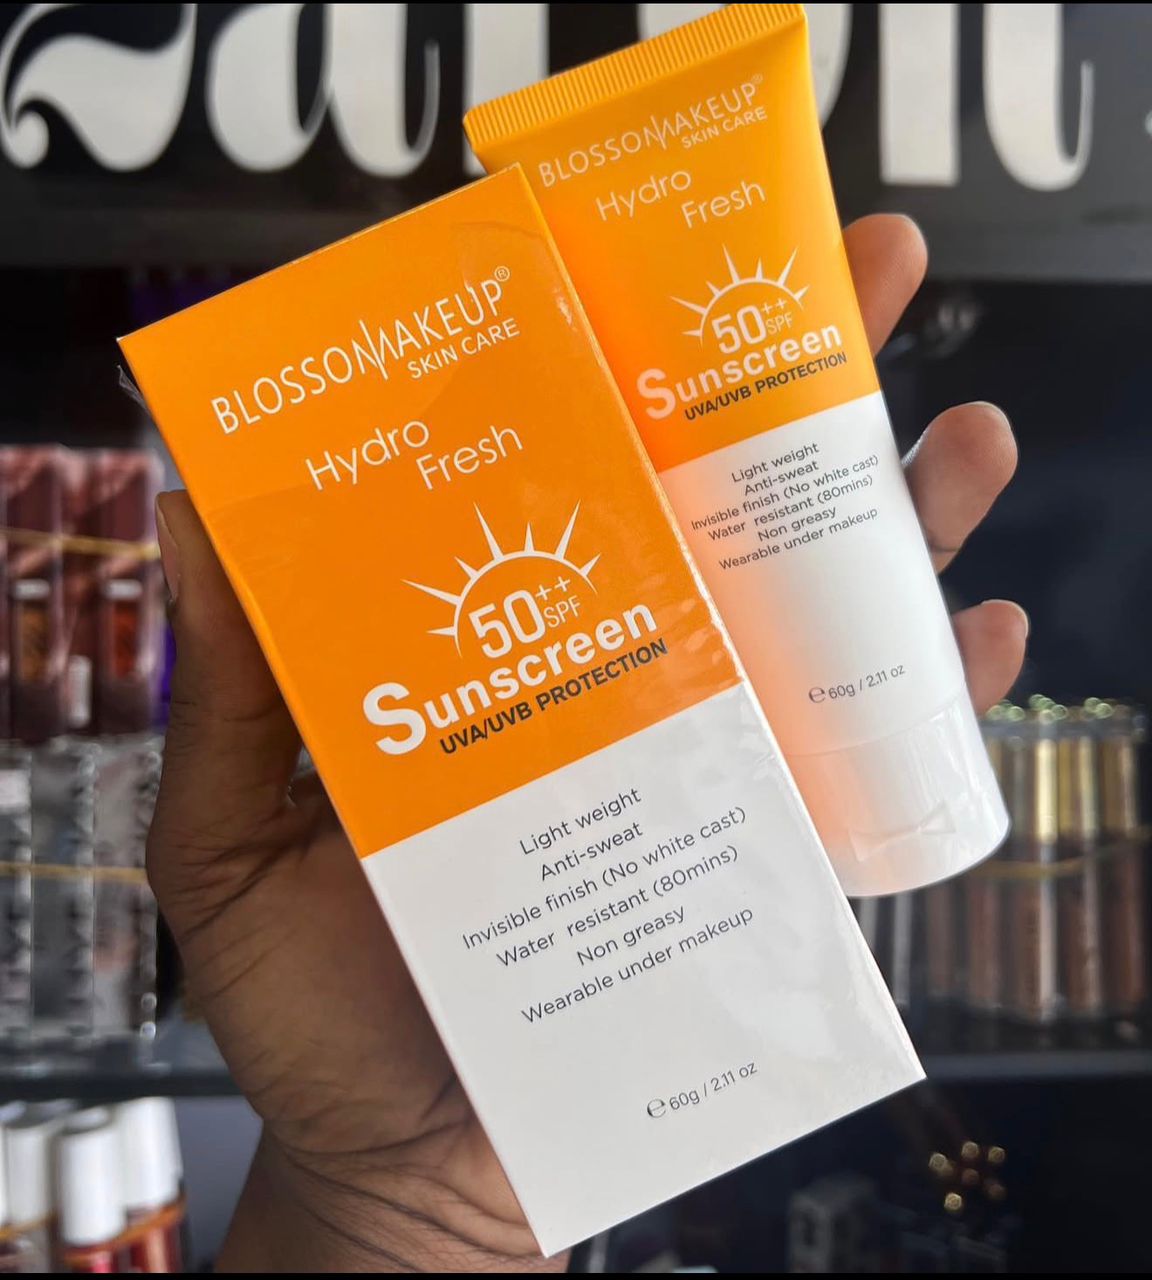 Salon
BLOSSOMMAKEUP®
SKIN CARE
Hydro
Fresh
50++
SPF
Sunscreen
UVA/UVB PROTECTION
Light weight
Anti-sweat
Invisible finish (No white cast)
Water resistant (80mins)
Non greasy
Wearable under makeup
℮60g / 2.11 oz
BLOSSOMMAKEUP®
SKIN CARE
Hydro
Fresh
50++
SPF
Sunscreen
UVA/UVB PROTECTION
Light weight
Anti-sweat
Invisible finish (No white cast)
Water resistant (80mins)
Non greasy
Wearable under makeup
℮60g / 2.11 oz